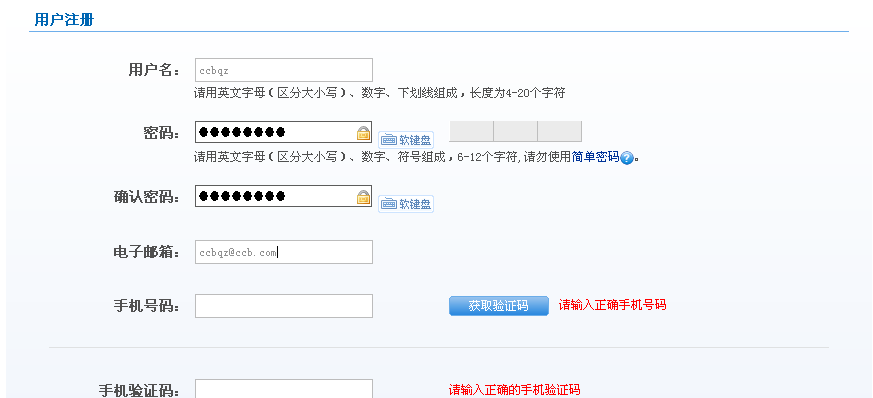 用户注册
用户名： ccbqz
请用英文字母（区分大小写）、数字、下划线组成，长度为4-20个字符
密码： ●●●●●●●● 软键盘
请用英文字母（区分大小写）、数字、符号组成，6-12个字符,请勿使用简单密码?。
确认密码： ●●●●●●●● 软键盘
电子邮箱： ccbqz@ccb.com
手机号码： 获取验证码 请输入正确手机号码
手机验证码： 请输入正确的手机验证码